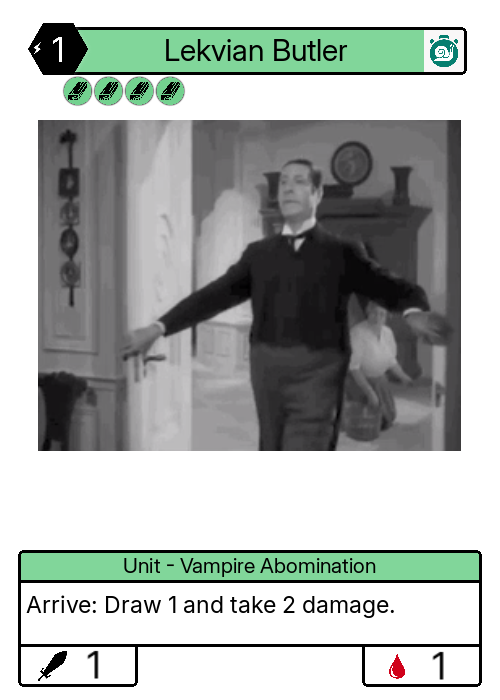 1 Lekvian Butler
Unit - Vampire Abomination
Arrive: Draw 1 and take 2 damage.
1 1